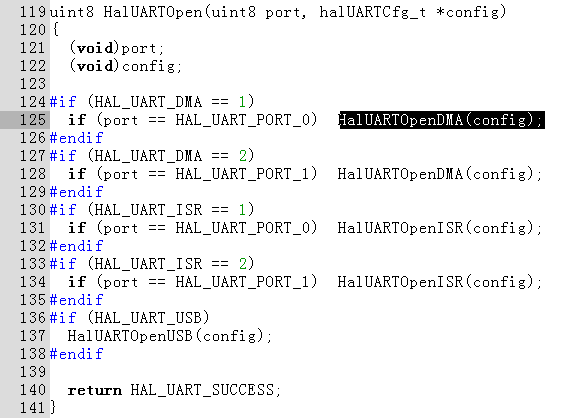 119 uint8 HalUARTOpen(uint8 port, halUARTCfg_t *config)
120 {
121   (void)port;
122   (void)config;
123
124 #if (HAL_UART_DMA == 1)
125   if (port == HAL_UART_PORT_0)  HalUARTOpenDMA(config);
126 #endif
127 #if (HAL_UART_DMA == 2)
128   if (port == HAL_UART_PORT_1)  HalUARTOpenDMA(config);
129 #endif
130 #if (HAL_UART_ISR == 1)
131   if (port == HAL_UART_PORT_0)  HalUARTOpenISR(config);
132 #endif
133 #if (HAL_UART_ISR == 2)
134   if (port == HAL_UART_PORT_1)  HalUARTOpenISR(config);
135 #endif
136 #if (HAL_UART_USB)
137   HalUARTOpenUSB(config);
138 #endif
139
140   return HAL_UART_SUCCESS;
141 }